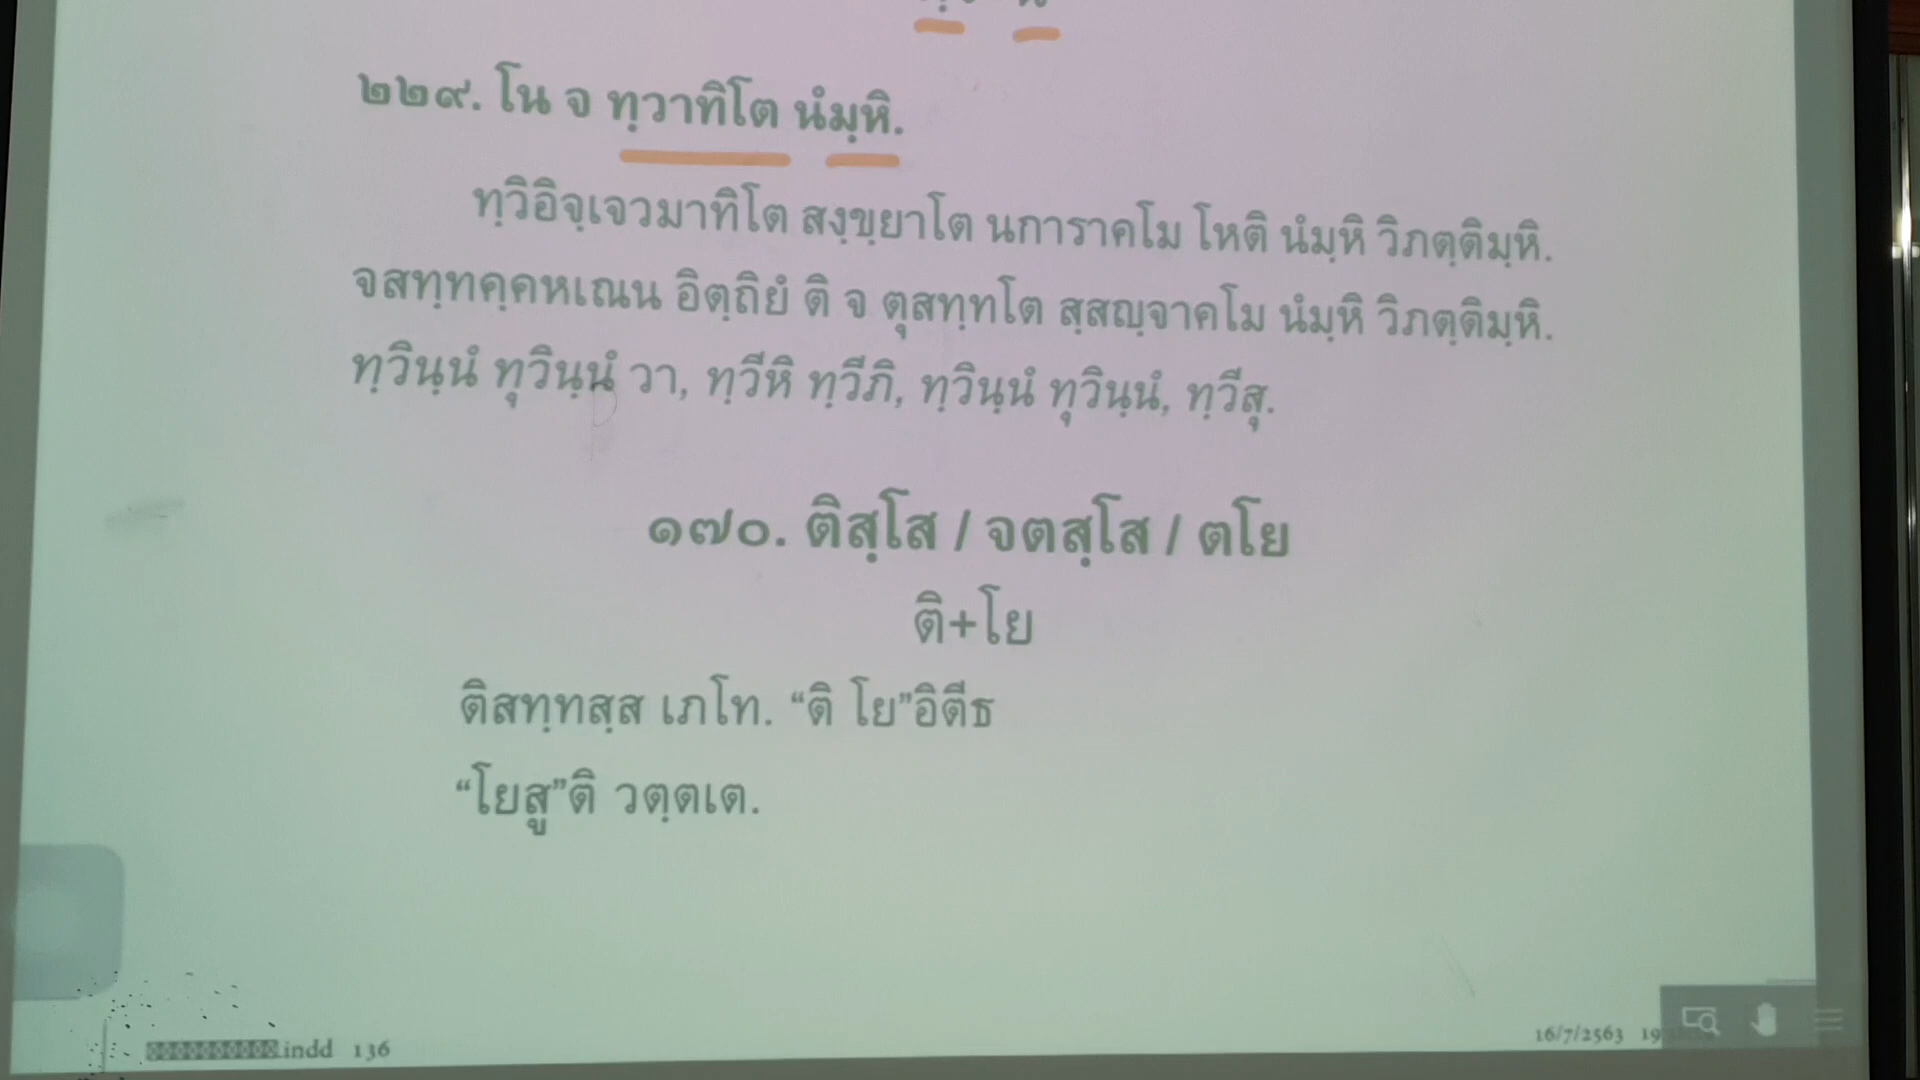 ๒๒๙. โน จ ทฺวาทิโต นํมฺหิ.
ทฺวิอิจฺเจวมาทิโต สงฺขฺยาโต นการาคโม โหติ นํมฺหิ วิภตฺติมฺหิ.
จสทฺทคฺคหเณน อิตฺถิยํ ติ จ ตุสทฺทโต สฺสญฺจาคโม นํมฺหิ วิภตฺติมฺหิ.
ทฺวินฺนํ ทุวินฺนํ วา, ทฺวีหิ ทฺวีภิ, ทฺวินฺนํ ทุวินฺนํ, ทฺวีสุ.
๑๗๐. ติสฺโส / จตสฺโส / ตโย
ติ+โย
ติสทฺทสฺส เภโท. “ติ โย”อิตีธ
“โยสู”ติ วตฺตเต.
.indd 136
16/7/2563